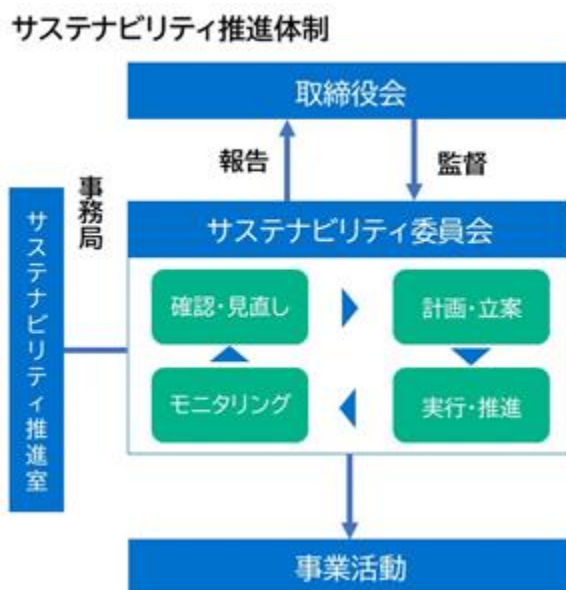 サステナビリティ推進体制
取締役会
報告
監督
事務局
サステナビリティ推進室
サステナビリティ委員会
確認・見直し
計画・立案
モニタリング
実行・推進
事業活動